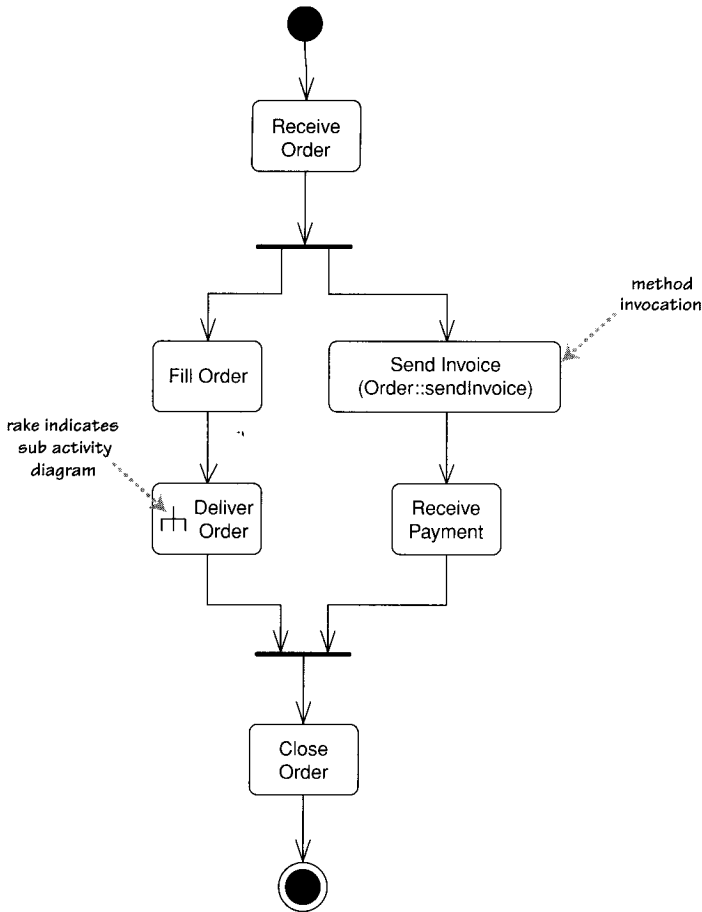 Receive
Order
method
invocation
Fill Order
Send Invoice
(Order::sendInvoice)
rake indicates
sub activity
diagram
Deliver
Order
Receive
Payment
Close
Order